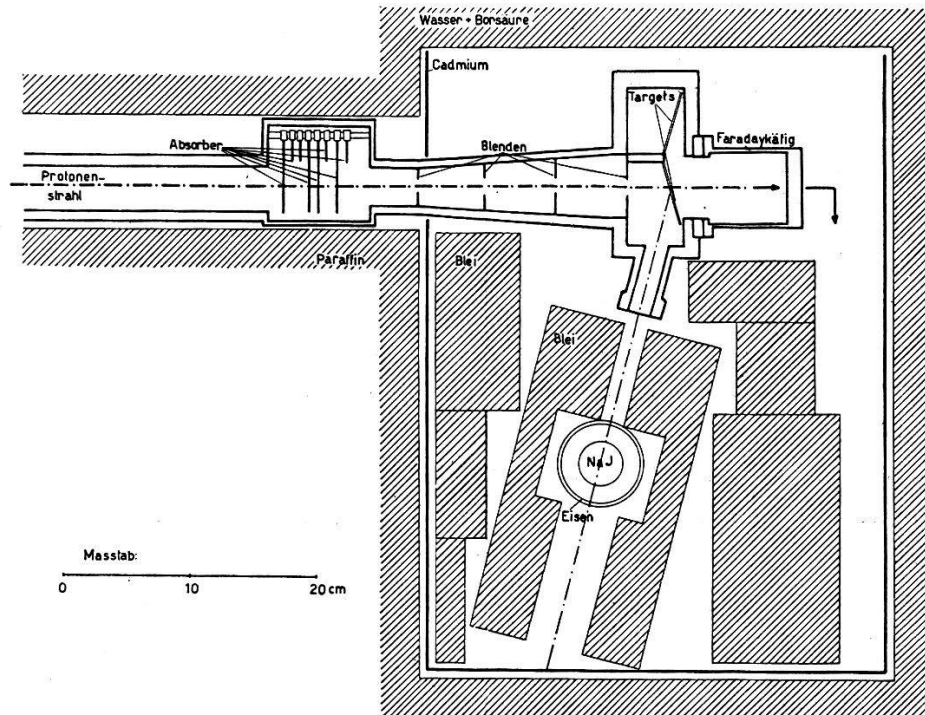 Wasser + Borsäure
Cadmium
Targets
Absorber
Blenden
Faradaykäfig
Protonen-
strahl
Paraffin
Blei
Blei
NaJ
Eisen
Masstab:
0 10 20 cm